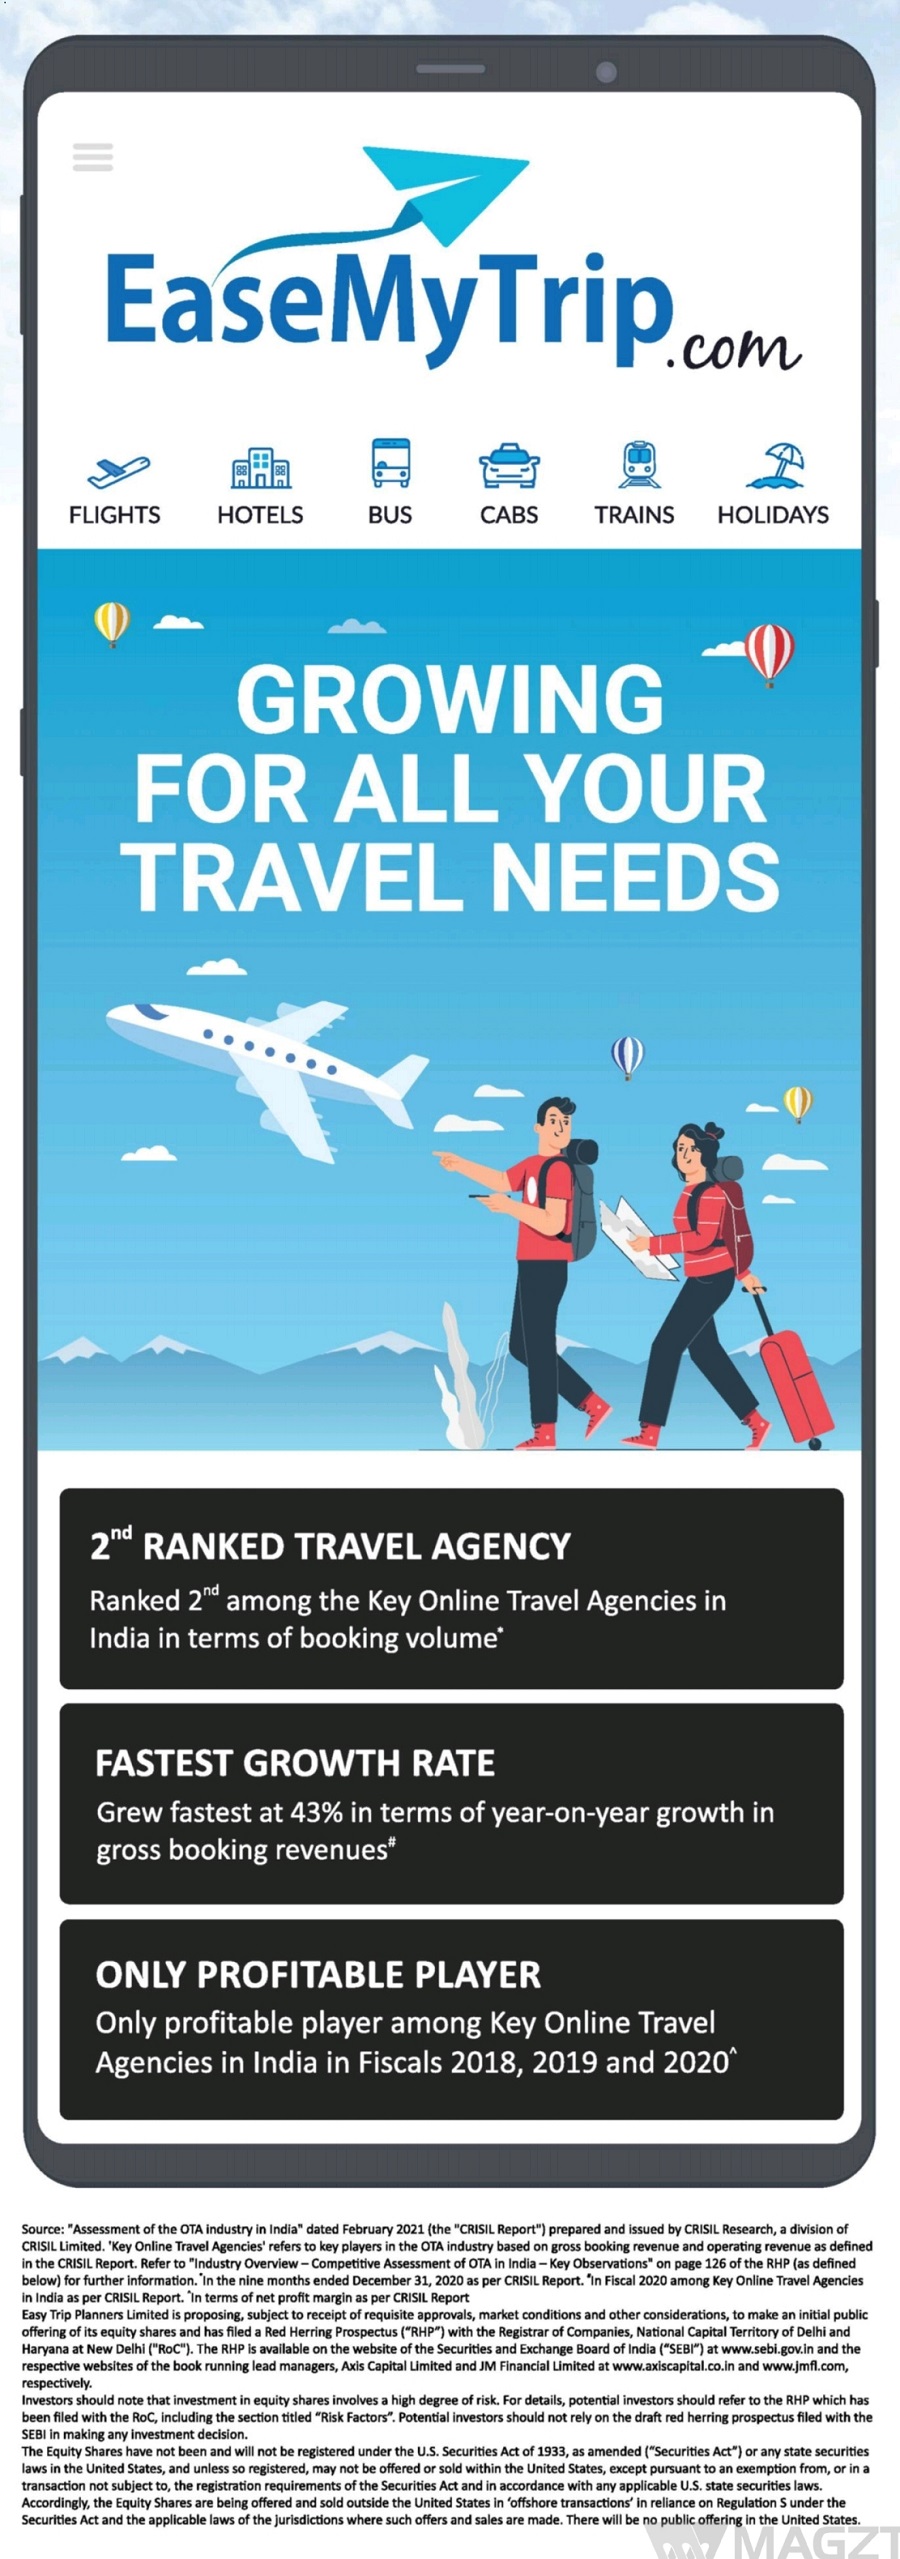 EaseMyTrip.com
FLIGHTS HOTELS BUS CABS TRAINS HOLIDAYS
GROWING
FOR ALL YOUR
TRAVEL NEEDS
2nd RANKED TRAVEL AGENCY
Ranked 2nd among the Key Online Travel Agencies in
India in terms of booking volume*
FASTEST GROWTH RATE
Grew fastest at 43% in terms of year-on-year growth in
gross booking revenues#
ONLY PROFITABLE PLAYER
Only profitable player among Key Online Travel
Agencies in India in Fiscals 2018, 2019 and 2020^
Source: "Assessment of the OTA industry in India" dated February 2021 (the "CRISIL Report") prepared and issued by CRISIL Research, a division of
CRISIL Limited. 'Key Online Travel Agencies' refers to key players in the OTA industry based on gross booking revenue and operating revenue as defined
in the CRISIL Report. Refer to "Industry Overview – Competitive Assessment of OTA in India – Key Observations" on page 126 of the RHP (as defined
below) for further information. *In the nine months ended December 31, 2020 as per CRISIL Report. #In Fiscal 2020 among Key Online Travel Agencies
in India as per CRISIL Report. ^In terms of net profit margin as per CRISIL Report
Easy Trip Planners Limited is proposing, subject to receipt of requisite approvals, market conditions and other considerations, to make an initial public
offering of its equity shares and has filed a Red Herring Prospectus ("RHP") with the Registrar of Companies, National Capital Territory of Delhi and
Haryana at New Delhi ("RoC"). The RHP is available on the website of the Securities and Exchange Board of India ("SEBI") at www.sebi.gov.in and the
respective websites of the book running lead managers, Axis Capital Limited and JM Financial Limited at www.axiscapital.co.in and www.jmfl.com,
respectively.
Investors should note that investment in equity shares involves a high degree of risk. For details, potential investors should refer to the RHP which has
been filed with the RoC, including the section titled "Risk Factors". Potential investors should not rely on the draft red herring prospectus filed with the
SEBI in making any investment decision.
The Equity Shares have not been and will not be registered under the U.S. Securities Act of 1933, as amended ("Securities Act") or any state securities
laws in the United States, and unless so registered, may not be offered or sold within the United States, except pursuant to an exemption from, or in a
transaction not subject to, the registration requirements of the Securities Act and in accordance with any applicable U.S. state securities laws.
Accordingly, the Equity Shares are being offered and sold outside the United States in 'offshore transactions' in reliance on Regulation S under the
Securities Act and the applicable laws of the jurisdictions where such offers and sales are made. There will be no public offering in the United States.
MAGZT